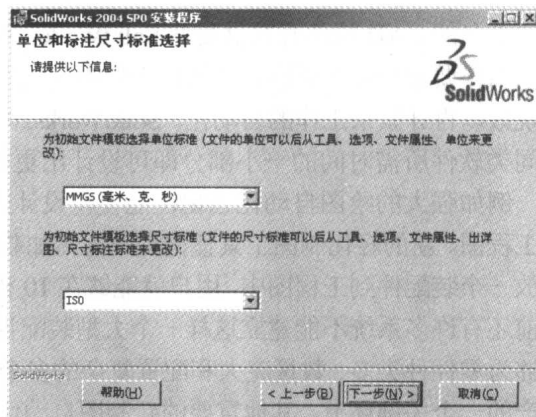 SolidWorks 2004 SP0 安装程序
单位和标注尺寸标准选择
请提供以下信息:
SolidWorks
为初始文件模板选择单位标准 (文件的单位可以后从工具、选项、文件属性、单位来更
改):
MMGS (毫米、克、秒)
为初始文件模板选择尺寸标准 (文件的尺寸标准可以后从工具、选项、文件属性、出详
图、尺寸标注标准来更改):
ISO
SolidWorks
帮助(H)
< 上一步(B)
下一步(N) >
取消(C)